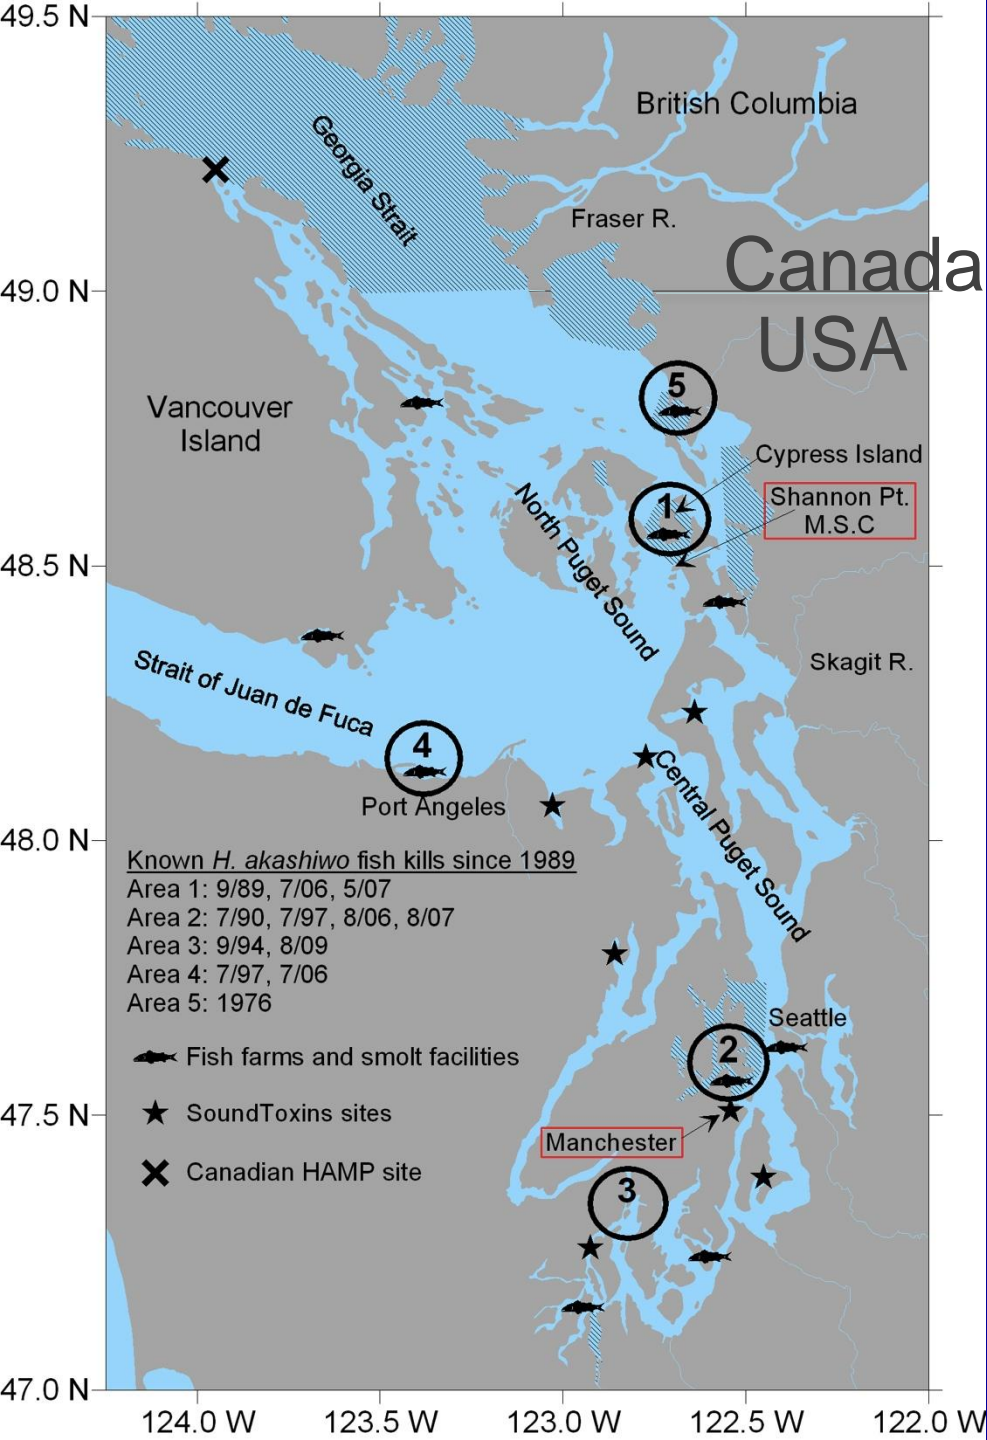 49.5 N
British Columbia
Georgia Strait
Fraser R.
Canada
49.0 N
USA
5
Vancouver
Island
Cypress Island
1
Shannon Pt.
M.S.C
North Puget Sound
48.5 N
Skagit R.
Strait of Juan de Fuca
4
Central Puget Sound
Port Angeles
48.0 N
Known H. akashiwo fish kills since 1989
Area 1: 9/89, 7/06, 5/07
Area 2: 7/90, 7/97, 8/06, 8/07
Area 3: 9/94, 8/09
Area 4: 7/97, 7/06
Area 5: 1976
Seattle
2
Fish farms and smolt facilities
47.5 N
SoundToxins sites
Manchester
Canadian HAMP site
3
47.0 N
124.0 W
123.5 W
123.0 W
122.5 W
122.0 W